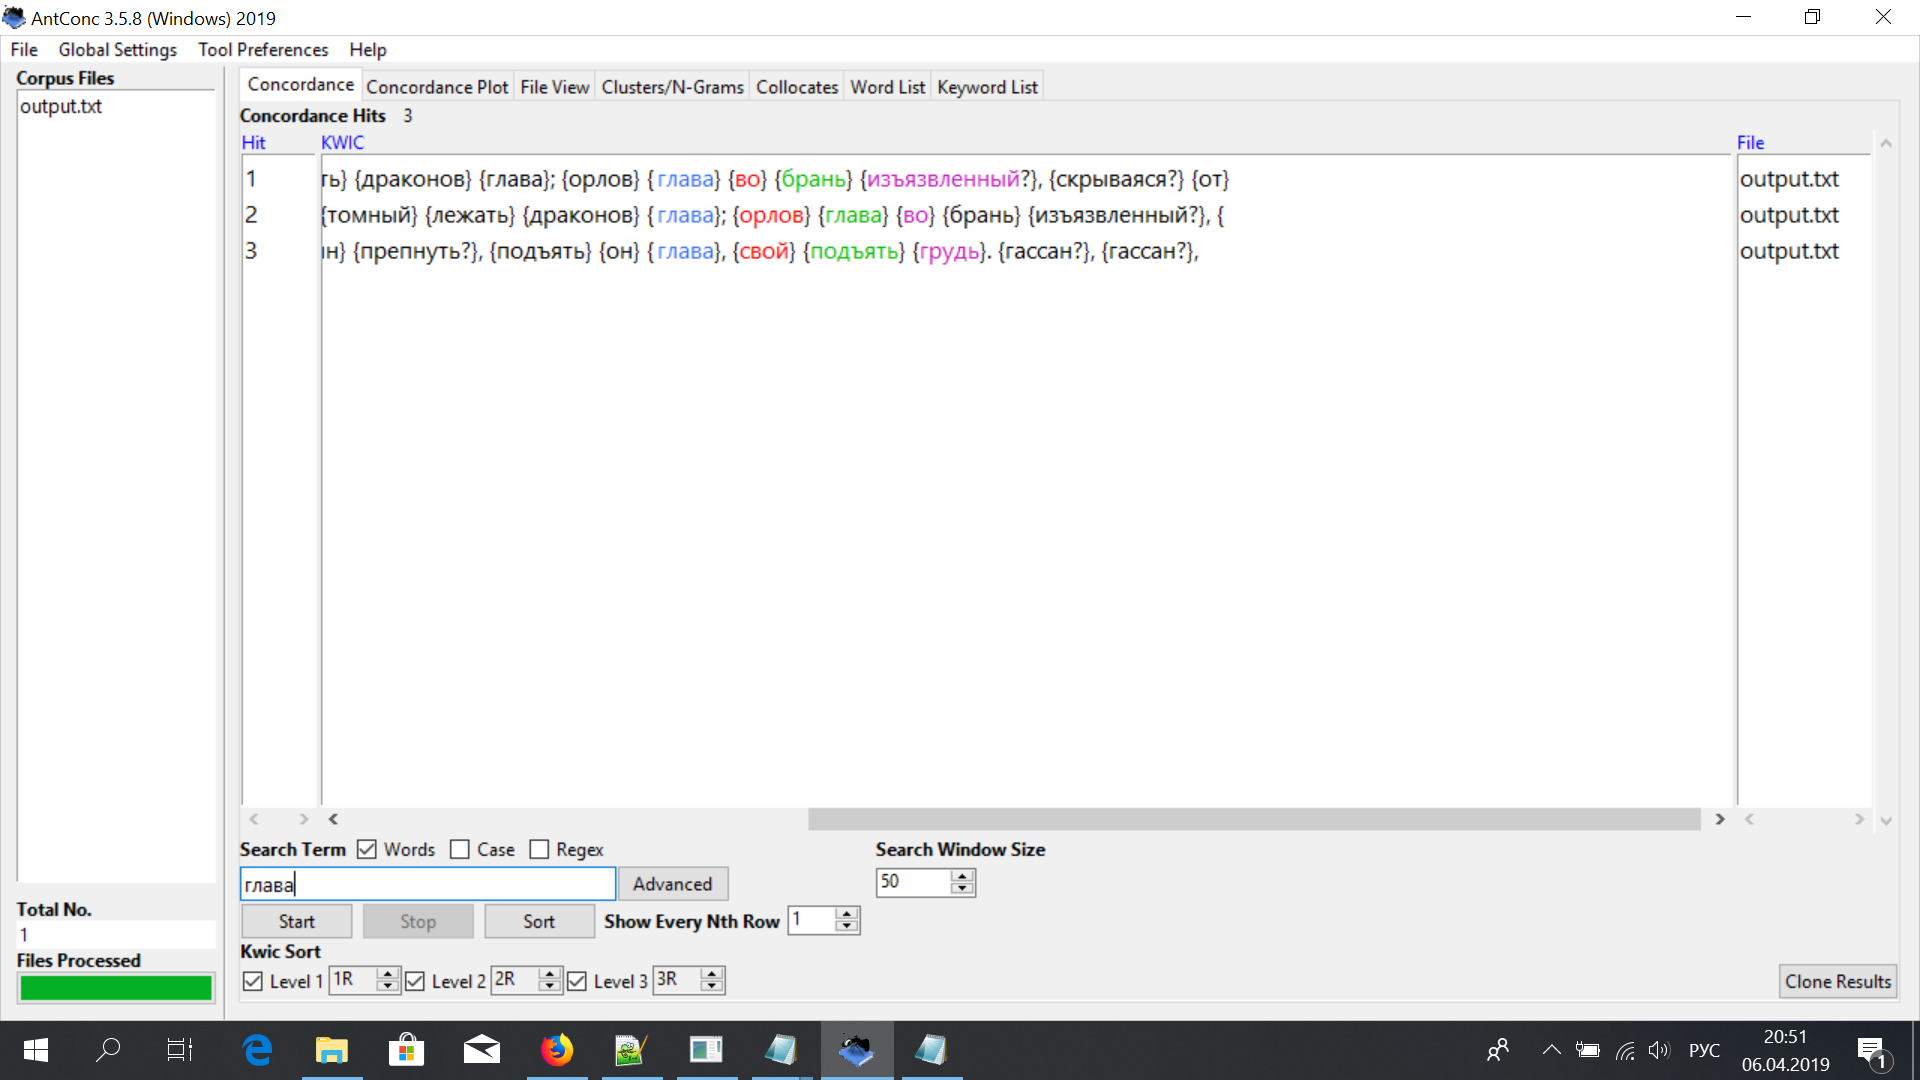 AntConc 3.5.8 (Windows) 2019
File Global Settings Tool Preferences Help
Corpus Files
output.txt
Concordance Concordance Plot File View Clusters/N-Grams Collocates Word List Keyword List
Concordance Hits 3
Hit KWIC File
1 ть} {драконов} {глава}; {орлов} {глава} {во} {брань} {изъязвленный?}, {скрываяся?} {от} output.txt
2 {томный} {лежать} {драконов} {глава}; {орлов} {глава} {во} {брань} {изъязвленный?}, { output.txt
3 ин} {препнуть?}, {подъять} {он} {глава}, {свой} {подъять} {грудь}. {гассан?}, {гассан?}, output.txt
Search Term Words Case Regex Search Window Size
глава Advanced 50
Start Stop Sort Show Every Nth Row 1
Kwic Sort
Level 1 1R Level 2 2R Level 3 3R Clone Results
Total No.
1
Files Processed
РУС 20:51
06.04.2019
1